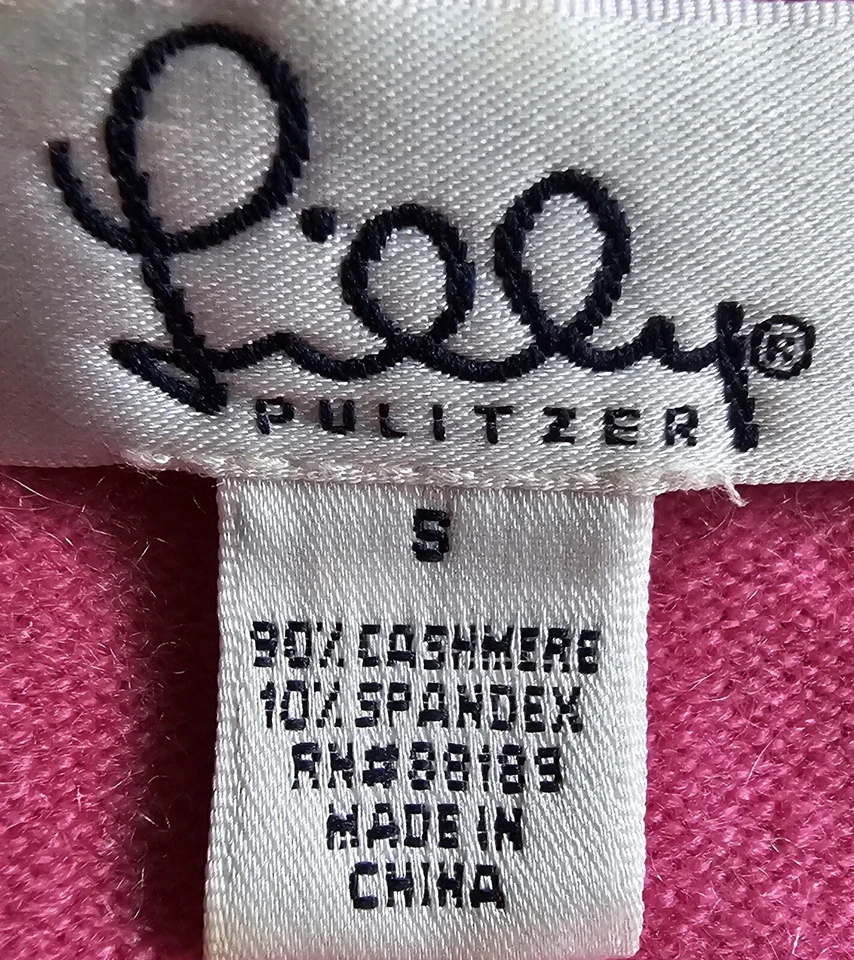 Lilly®
PULITZER
S
90% CASHMERE
10% SPANDEX
RN#88189
MADE IN
CHINA